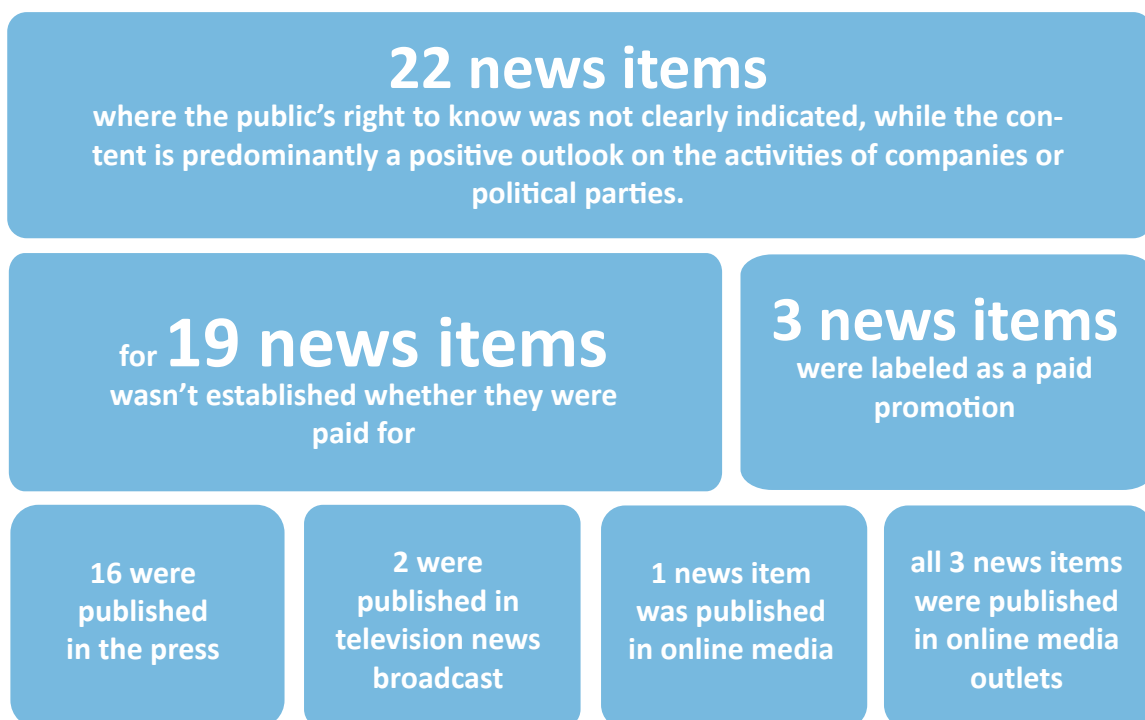 22 news items
where the public’s right to know was not clearly indicated, while the con-
tent is predominantly a positive outlook on the activities of companies or
political parties.
for 19 news items
wasn’t established whether they were
paid for
3 news items
were labeled as a paid
promotion
16 were
published
in the press
2 were
published in
television news
broadcast
1 news item
was published
in online media
all 3 news items
were published
in online media
outlets